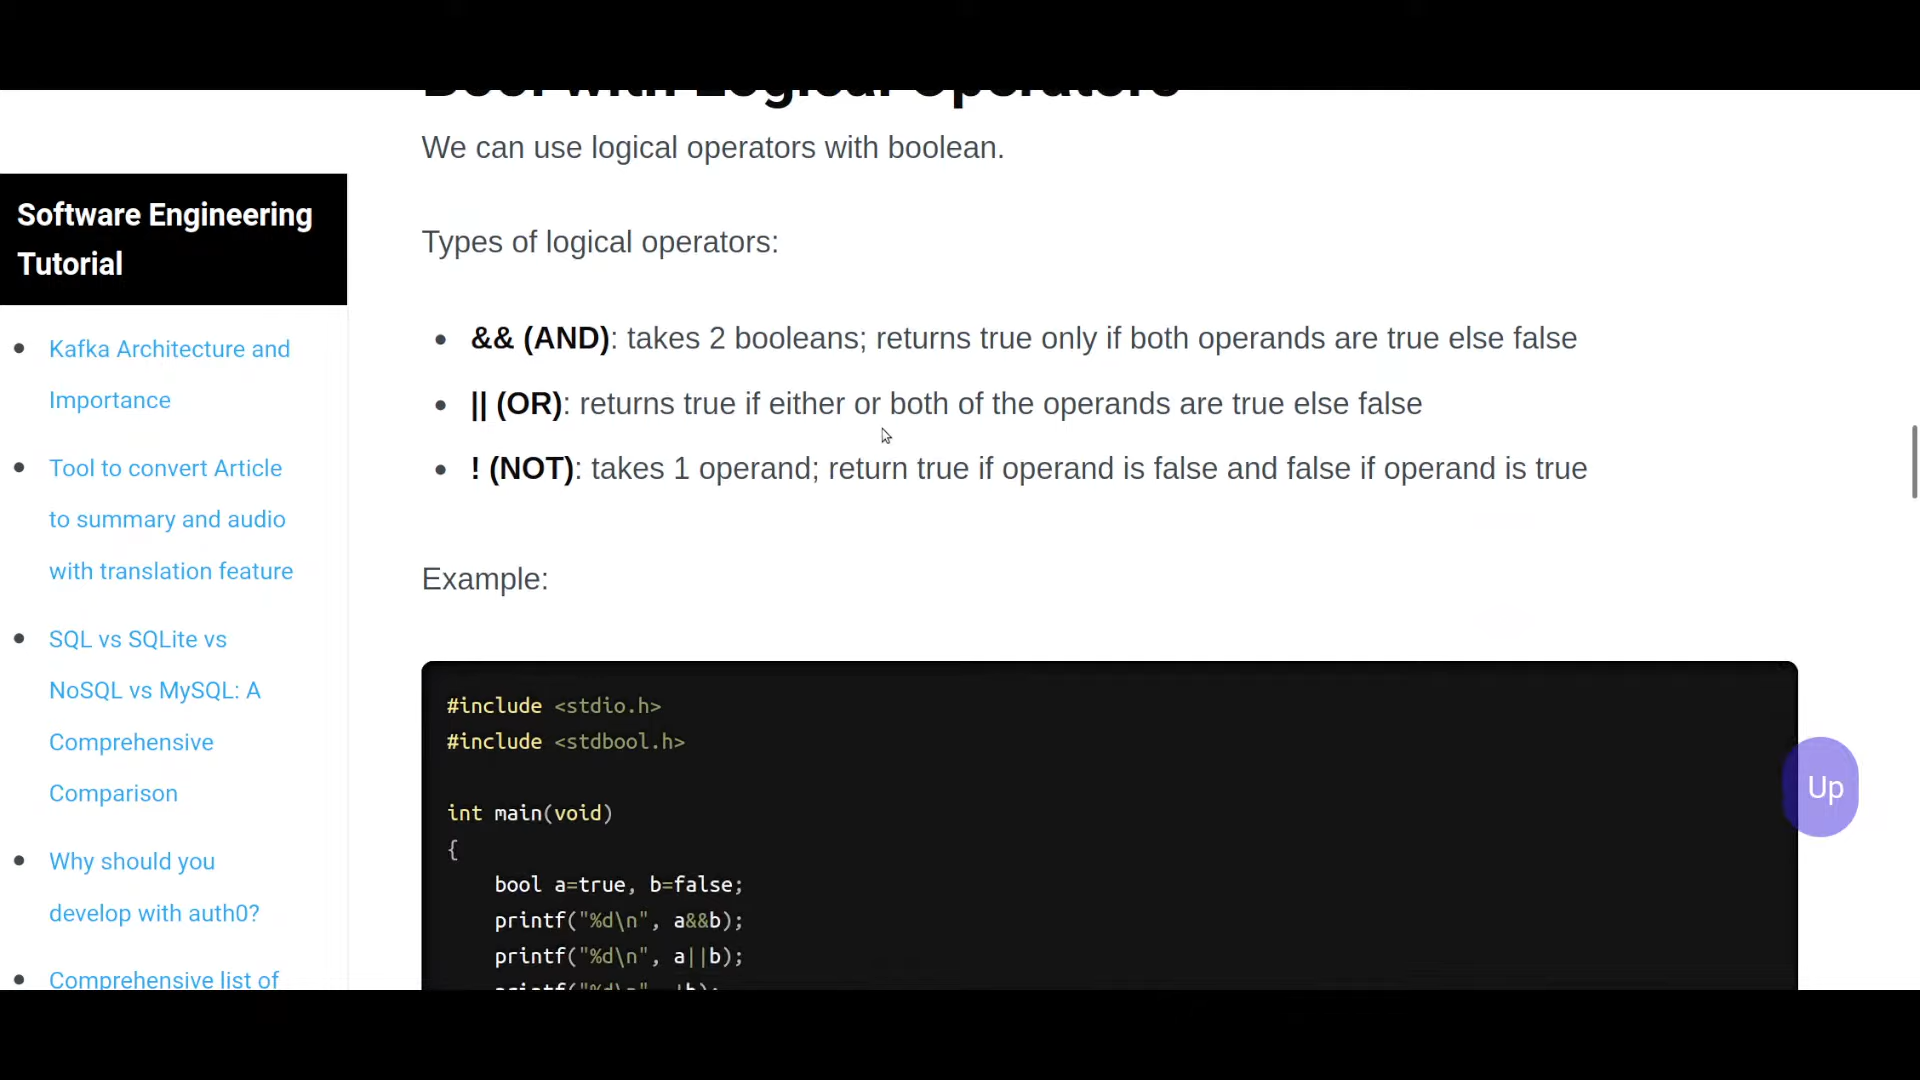 Bool with Logical Operators
We can use logical operators with boolean.
Software Engineering
Tutorial
Types of logical operators:
• && (AND): takes 2 booleans; returns true only if both operands are true else false
• || (OR): returns true if either or both of the operands are true else false
• ! (NOT): takes 1 operand; return true if operand is false and false if operand is true
Example:
#include <stdio.h>
#include <stdbool.h>
int main(void)
{
bool a=true, b=false;
printf("%d\n", a&&b);
printf("%d\n", a||b);
printf("%d\n", !b);
• Kafka Architecture and
Importance
• Tool to convert Article
to summary and audio
with translation feature
• SQL vs SQLite vs
NoSQL vs MySQL: A
Comprehensive
Comparison
• Why should you
develop with auth0?
• Comprehensive list of
Up